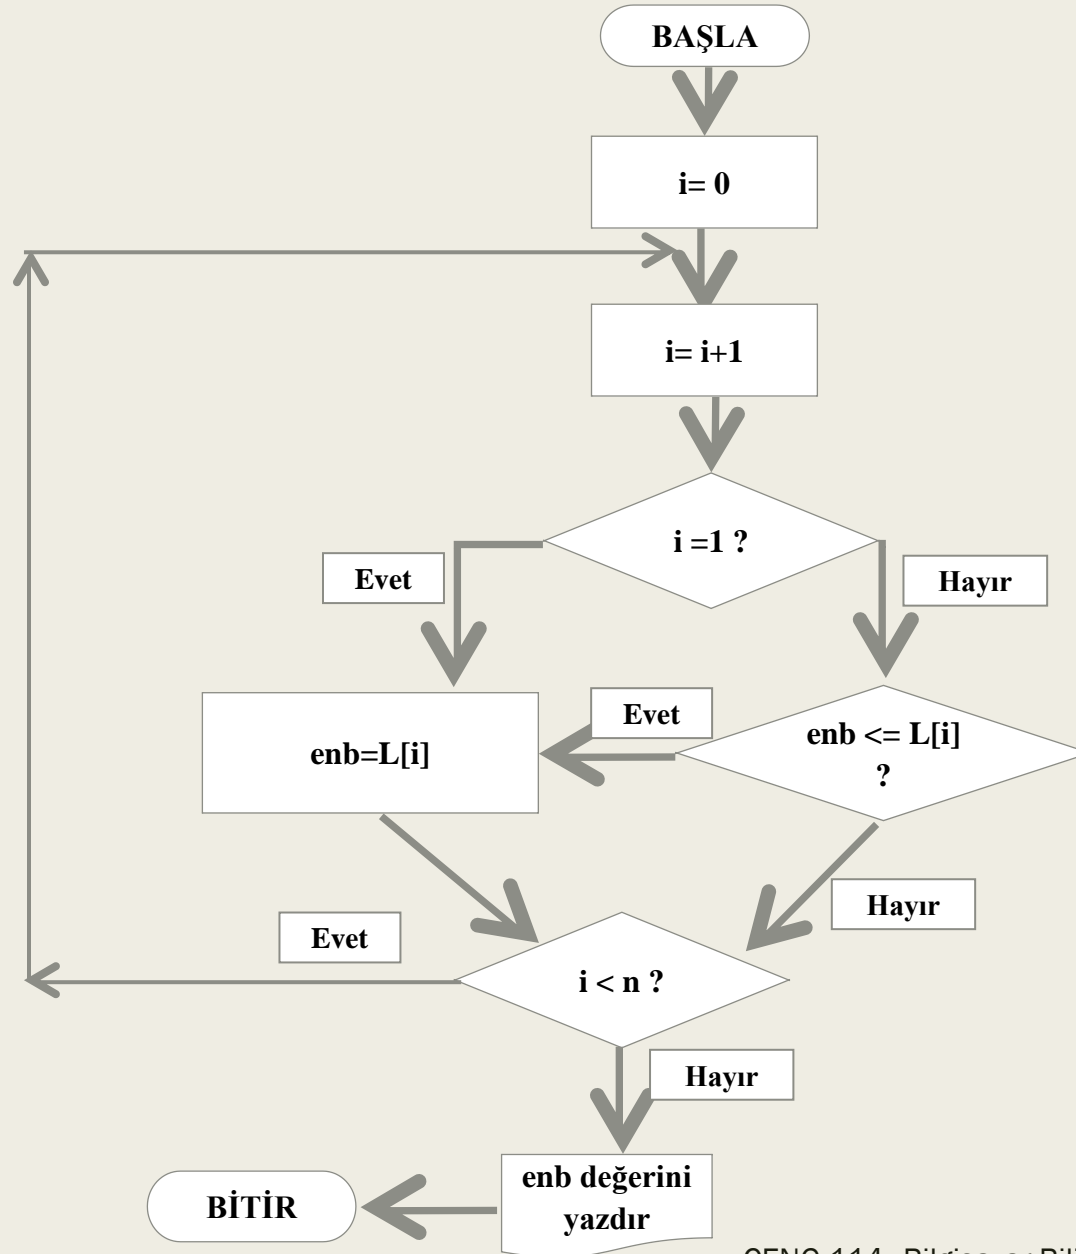 BAŞLA
i= 0
i= i+1
i =1 ?
Evet
Hayır
Evet
enb <= L[i]
?
enb=L[i]
Hayır
Evet
i < n ?
Hayır
enb değerini
yazdır
BİTİR